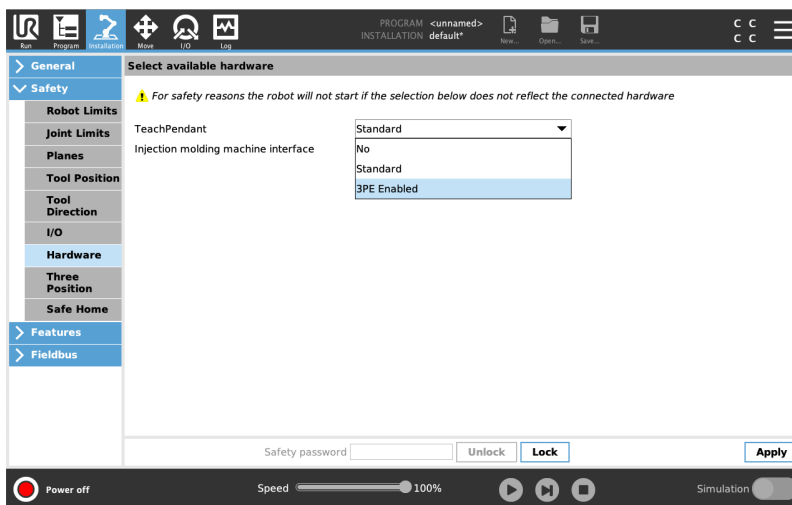 UR
PROGRAM <unnamed>
INSTALLATION default*
C C
C C
Run Program Installation Move I/O Log New... Open... Save...
General
Select available hardware
Safety
! For safety reasons the robot will not start if the selection below does not reflect the connected hardware
Robot Limits
Joint Limits
TeachPendant Standard
Injection molding machine interface No
Planes
Standard
Tool Position
3PE Enabled
Tool
Direction
I/O
Hardware
Three
Position
Safe Home
Features
Fieldbus
Safety password Unlock Lock Apply
Power off Speed 100% Simulation